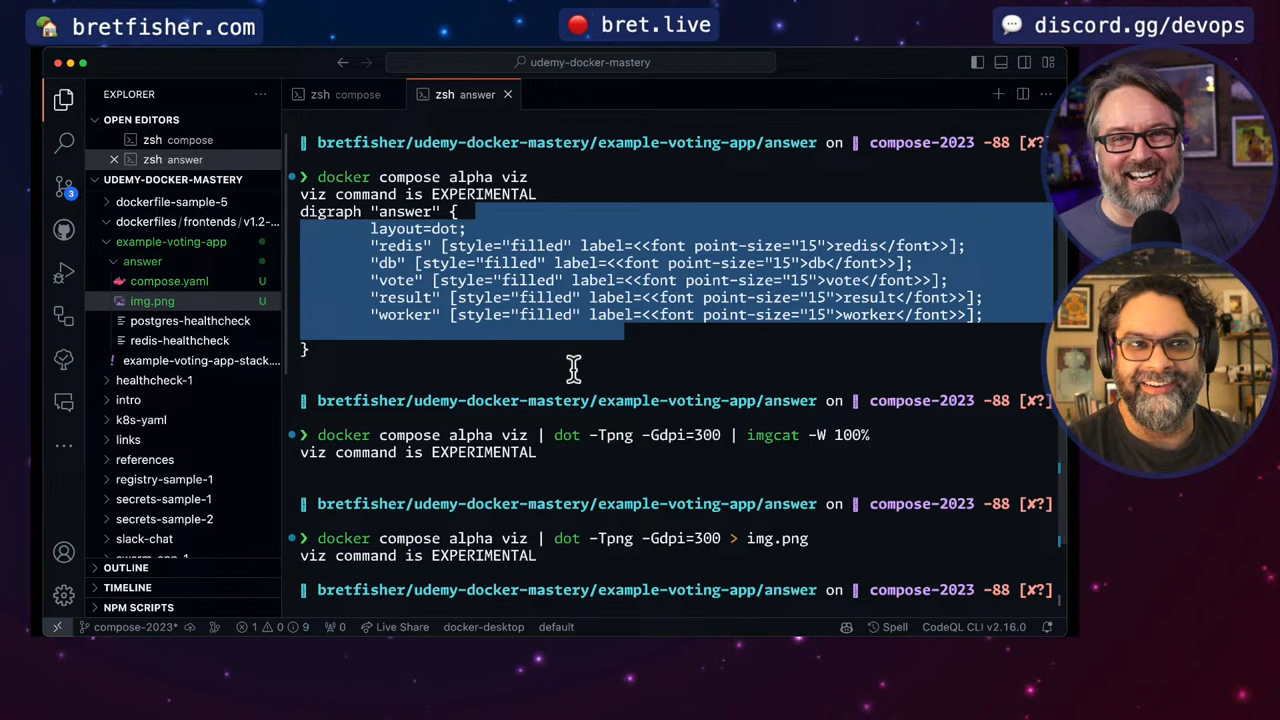 bretfisher.com
bret.live
discord.gg/devops
udemy-docker-mastery
EXPLORER
zsh compose
zsh answer
OPEN EDITORS
zsh compose
zsh answer
UDEMY-DOCKER-MASTERY
dockerfile-sample-5
dockerfiles/frontends/v1.2-...
example-voting-app
answer
compose.yaml U
img.png U
postgres-healthcheck
redis-healthcheck
example-voting-app-stack....
healthcheck-1
intro
k8s-yaml
links
references
registry-sample-1
secrets-sample-1
secrets-sample-2
slack-chat
swarm-app-1
OUTLINE
TIMELINE
NPM SCRIPTS
3
bretfisher/udemy-docker-mastery/example-voting-app/answer on compose-2023 -88 [✘?]
❯ docker compose alpha viz
viz command is EXPERIMENTAL
digraph "answer" {
layout=dot;
"redis" [style="filled" label=<<font point-size="15">redis</font>>];
"db" [style="filled" label=<<font point-size="15">db</font>>];
"vote" [style="filled" label=<<font point-size="15">vote</font>>];
"result" [style="filled" label=<<font point-size="15">result</font>>];
"worker" [style="filled" label=<<font point-size="15">worker</font>>];
}
bretfisher/udemy-docker-mastery/example-voting-app/answer on compose-2023 -88 [✘?]
❯ docker compose alpha viz | dot -Tpng -Gdpi=300 | imgcat -W 100%
viz command is EXPERIMENTAL
bretfisher/udemy-docker-mastery/example-voting-app/answer on compose-2023 -88 [✘?]
❯ docker compose alpha viz | dot -Tpng -Gdpi=300 > img.png
viz command is EXPERIMENTAL
bretfisher/udemy-docker-mastery/example-voting-app/answer on compose-2023 -88 [✘?]
compose-2023* 1 0 9 0 Live Share docker-desktop default Spell CodeQL CLI v2.16.0